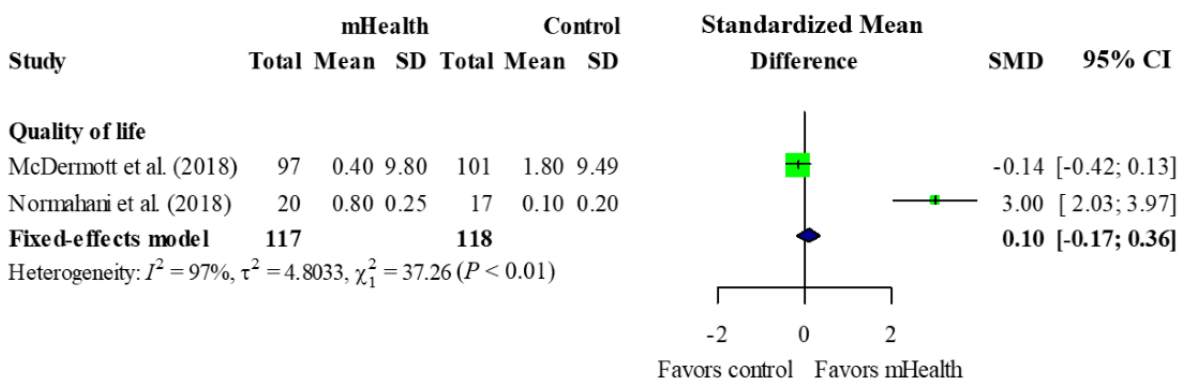 mHealth Control Standardized Mean
Study Total Mean SD Total Mean SD Difference SMD 95% CI
Quality of life
McDermott et al. (2018) 97 0.40 9.80 101 1.80 9.49 -0.14 [-0.42; 0.13]
Normahani et al. (2018) 20 0.80 0.25 17 0.10 0.20 3.00 [ 2.03; 3.97]
Fixed-effects model 117 118 0.10 [-0.17; 0.36]
Heterogeneity: I² = 97%, τ² = 4.8033, χ²₁ = 37.26 (P < 0.01)
-2 0 2
Favors control Favors mHealth